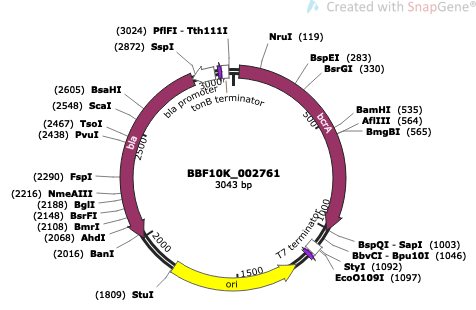 Created with SnapGene®
(3024) PflFI - Tth111I
(2872) SspI
NruI (119)
BspEI (283)
BsrGI (330)
(2605) BsaHI
(2548) ScaI
(2467) TsoI
(2438) PvuI
BamHI (535)
AflIII (564)
BmgBI (565)
(2290) FspI
(2216) NmeAIII
(2188) BglI
(2148) BsrFI
(2108) BmrI
(2068) AhdI
(2016) BanI
(1809) StuI
BspQI - SapI (1003)
BbvCI - Bpu10I (1046)
StyI (1092)
EcoO109I (1097)
bla promoter
tonB terminator
3000
500
1000
1500
2000
2500
bla
bcrA
T7 terminator
ori
BBF10K_002761
3043 bp